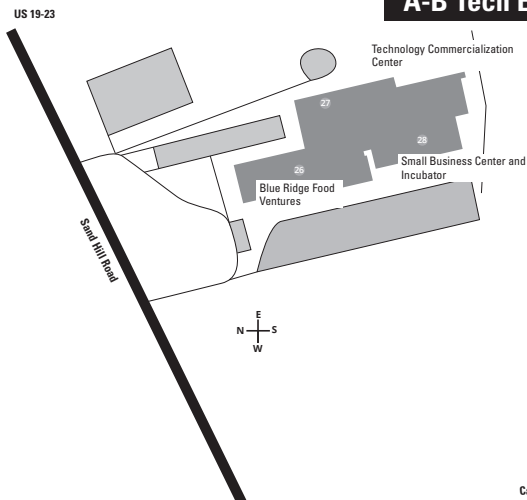 US 19-23
A-B Tech
Technology Commercialization
Center
27
28
Small Business Center and
Incubator
26
Blue Ridge Food
Ventures
Sand Hill Road
E
N S
W